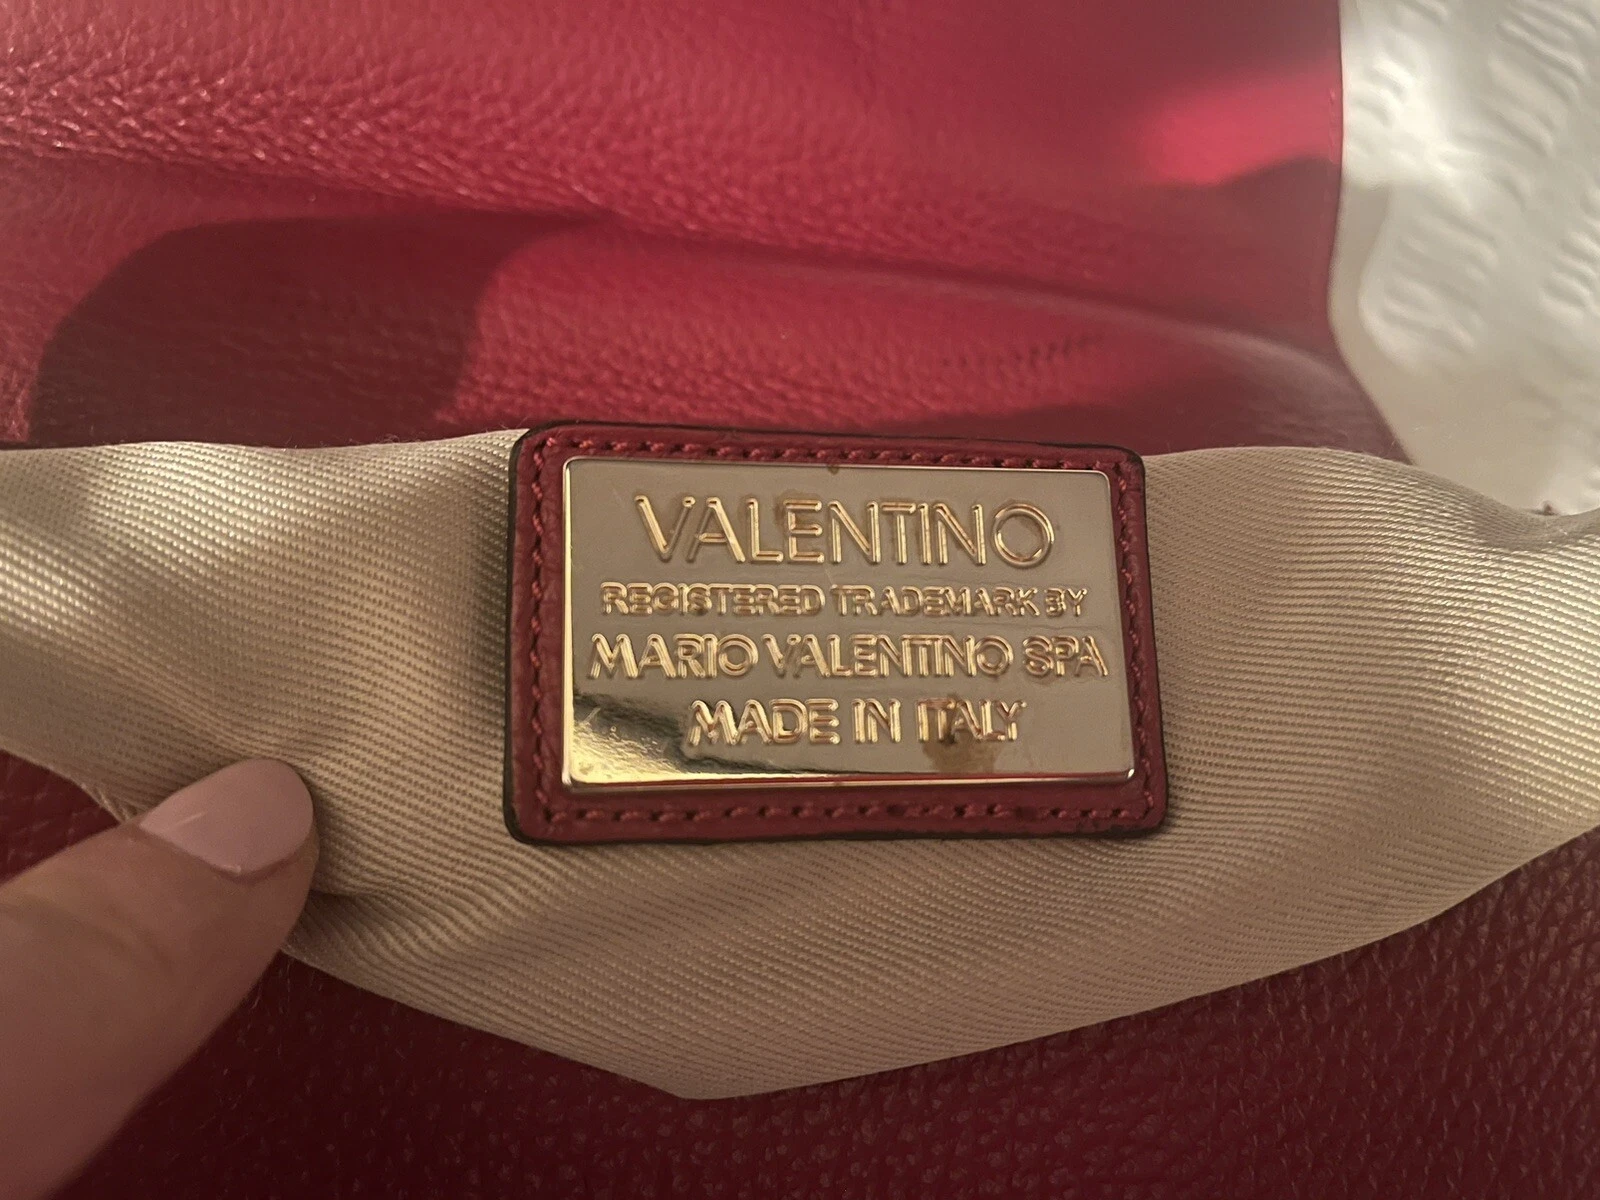 VALENTINO
REGISTERED TRADEMARK BY
MARIO VALENTINO SPA
MADE IN ITALY